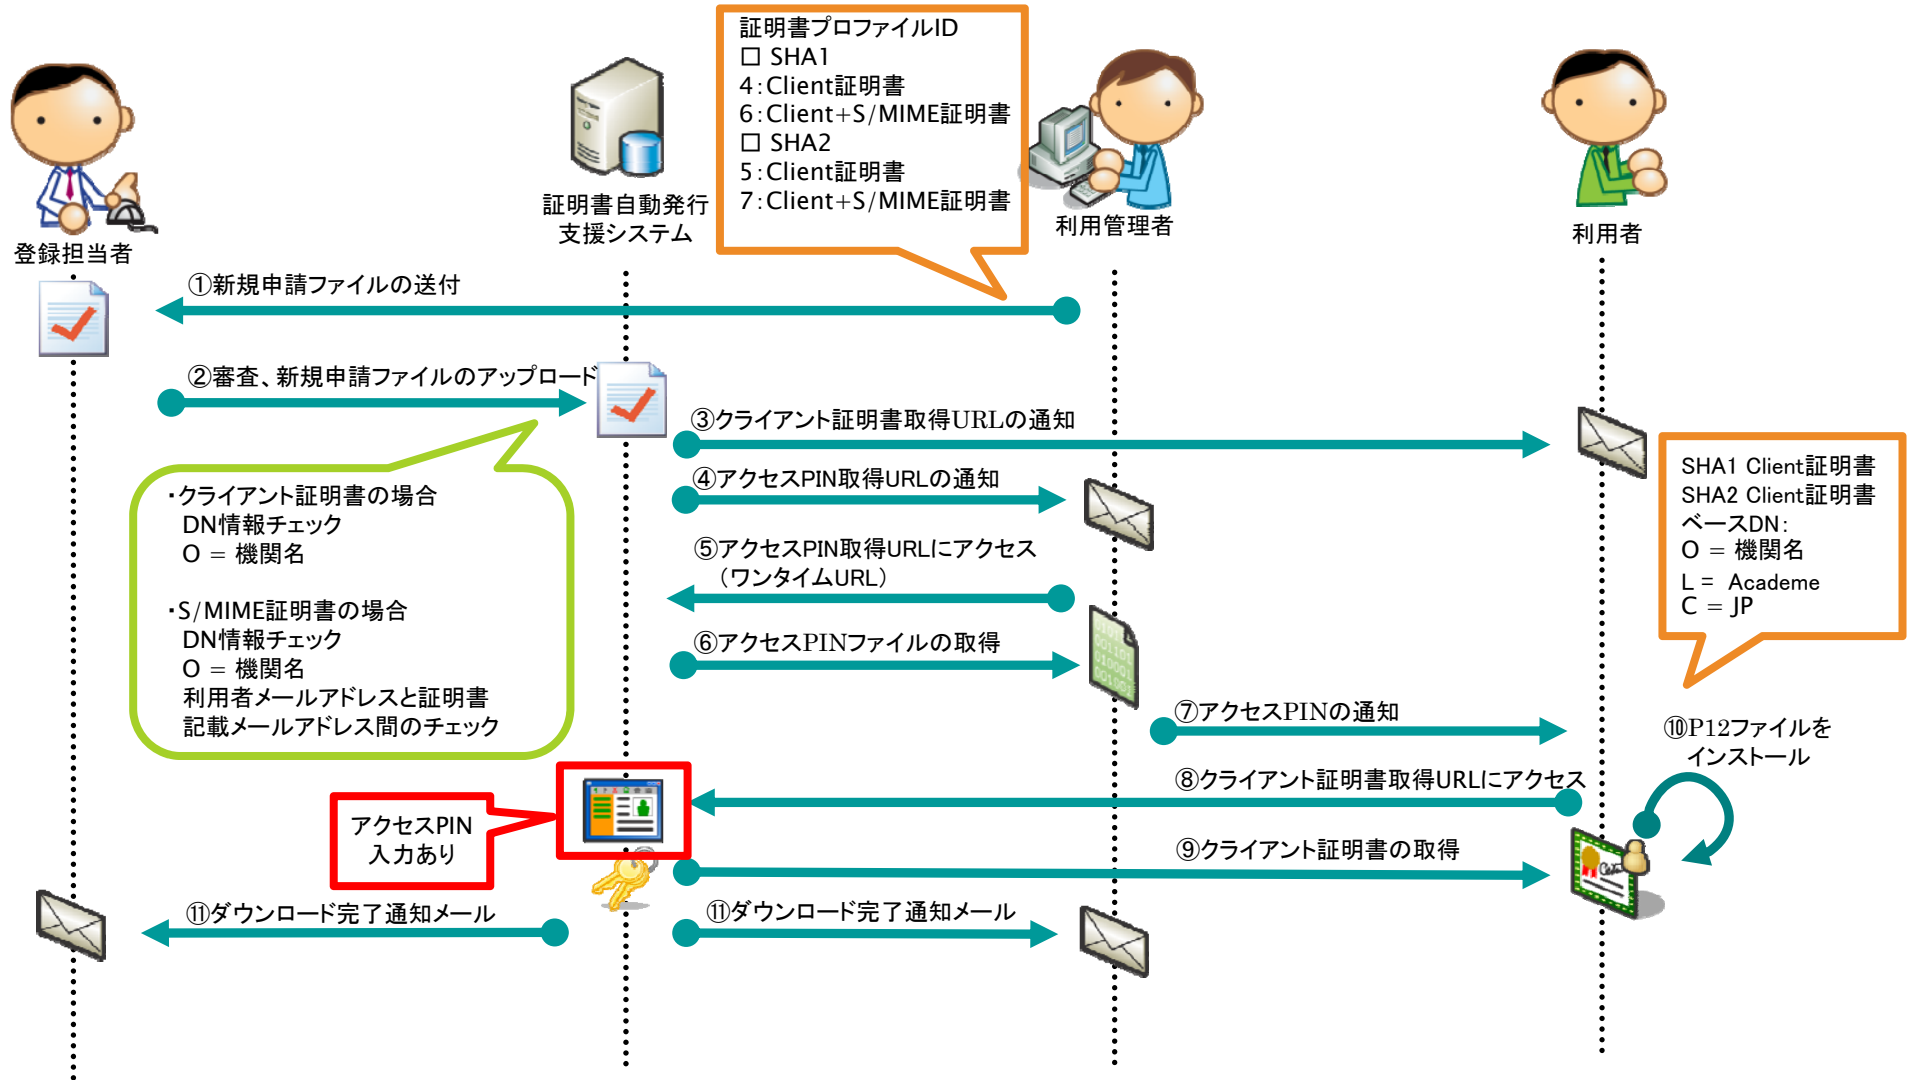 証明書プロファイルID
□ SHA1
4:Client証明書
6:Client+S/MIME証明書
□ SHA2
5:Client証明書
7:Client+S/MIME証明書
登録担当者
証明書自動発行
支援システム
利用管理者
利用者
①新規申請ファイルの送付
②審査、新規申請ファイルのアップロード
③クライアント証明書取得URLの通知
④アクセスPIN取得URLの通知
⑤アクセスPIN取得URLにアクセス
（ワンタイムURL）
⑥アクセスPINファイルの取得
・クライアント証明書の場合
DN情報チェック
O = 機関名
・S/MIME証明書の場合
DN情報チェック
O = 機関名
利用者メールアドレスと証明書
記載メールアドレス間のチェック
SHA1 Client証明書
SHA2 Client証明書
ベースDN:
O = 機関名
L = Academe
C = JP
⑦アクセスPINの通知
⑧クライアント証明書取得URLにアクセス
⑩P12ファイルを
インストール
アクセスPIN
入力あり
⑨クライアント証明書の取得
⑪ダウンロード完了通知メール
⑪ダウンロード完了通知メール